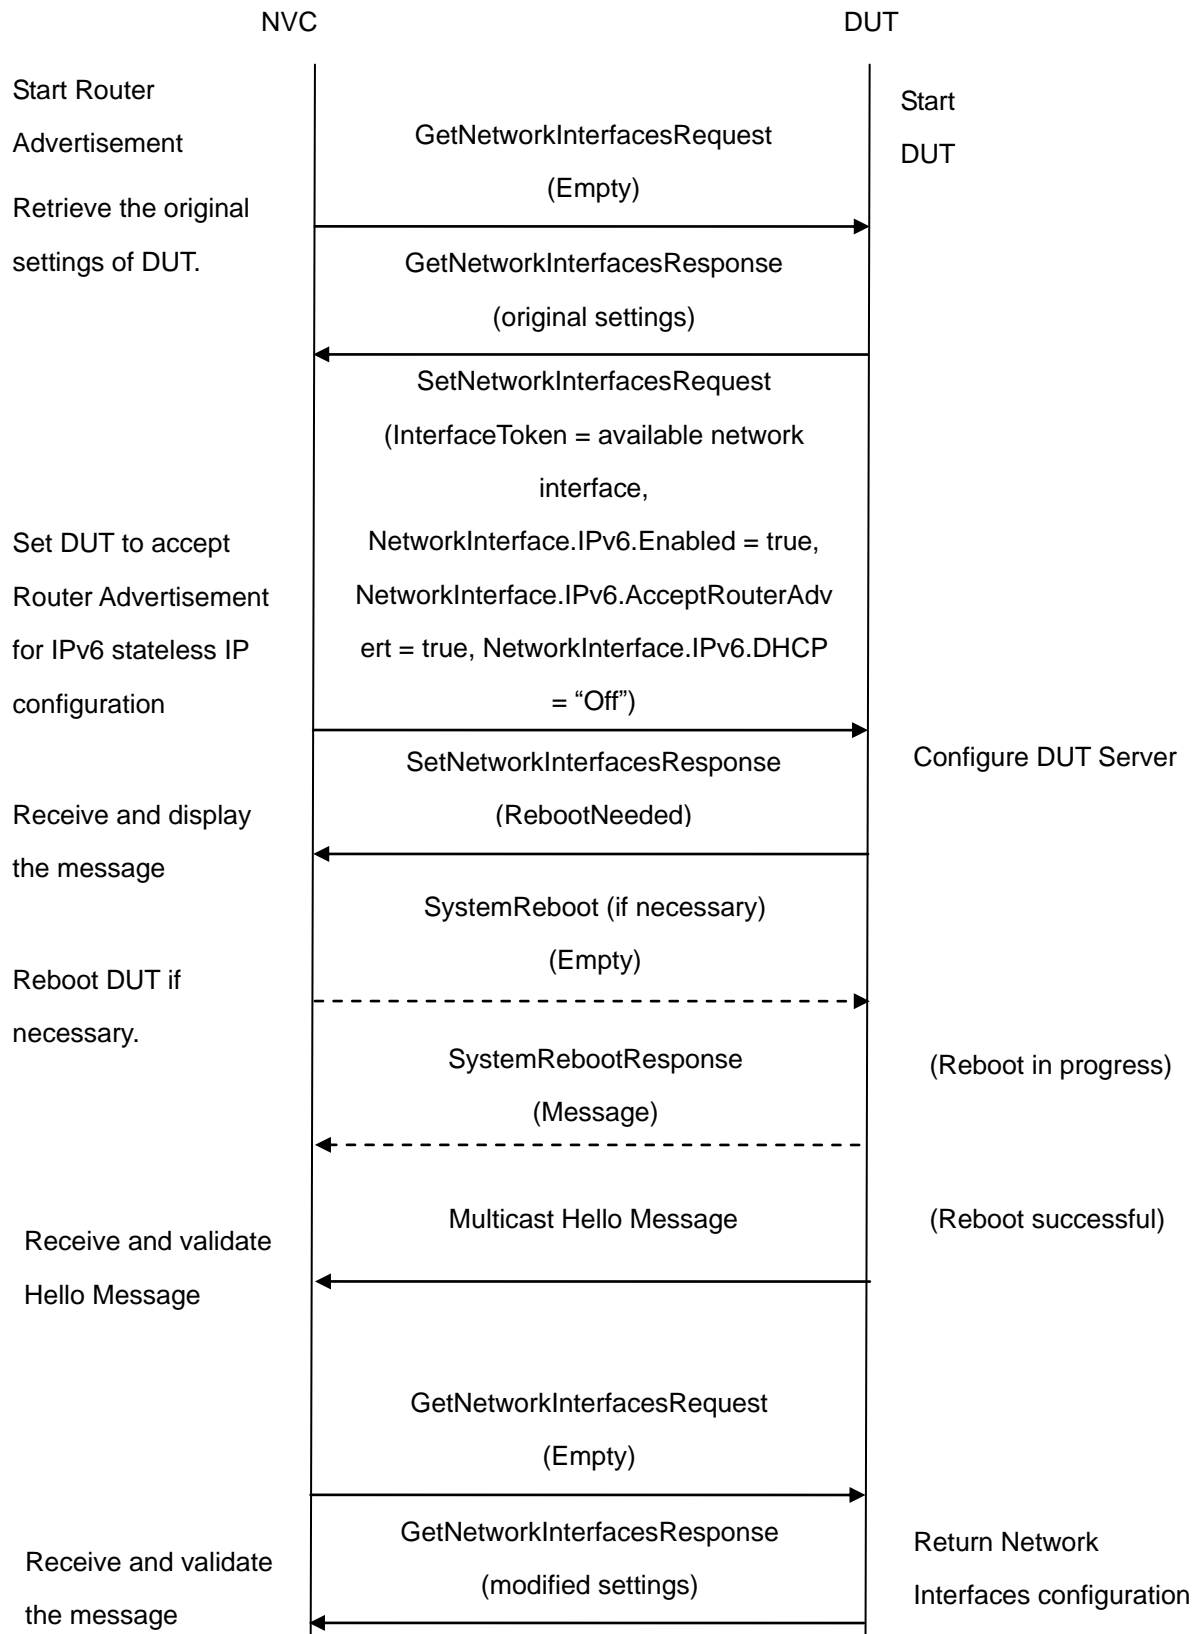 NVC
DUT
Start Router
Advertisement
Start
DUT
GetNetworkInterfacesRequest
(Empty)
Retrieve the original
settings of DUT.
GetNetworkInterfacesResponse
(original settings)
SetNetworkInterfacesRequest
(InterfaceToken = available network
interface,
NetworkInterface.IPv6.Enabled = true,
NetworkInterface.IPv6.AcceptRouterAdv
ert = true, NetworkInterface.IPv6.DHCP
= “Off”)
Set DUT to accept
Router Advertisement
for IPv6 stateless IP
configuration
Configure DUT Server
SetNetworkInterfacesResponse
(RebootNeeded)
Receive and display
the message
SystemReboot (if necessary)
(Empty)
Reboot DUT if
necessary.
SystemRebootResponse
(Message)
(Reboot in progress)
Multicast Hello Message
(Reboot successful)
Receive and validate
Hello Message
GetNetworkInterfacesRequest
(Empty)
GetNetworkInterfacesResponse
(modified settings)
Return Network
Interfaces configuration
Receive and validate
the message